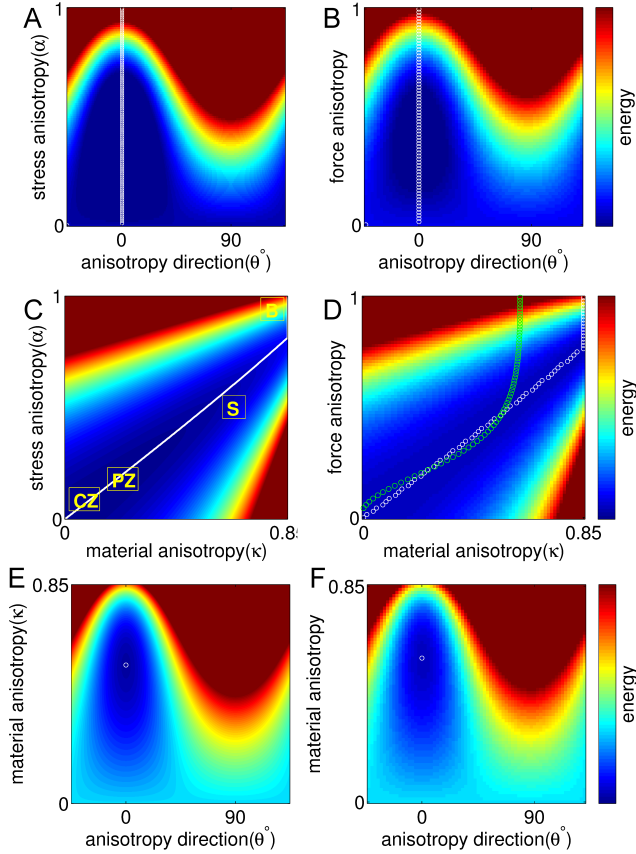 A
B
1
stress anisotropy(α)
0
0
90
anisotropy direction(θ°)
1
force anisotropy
0
0
90
anisotropy direction(θ°)
energy
C
D
1
stress anisotropy(α)
0
B
S
PZ
CZ
0
0.85
material anisotropy(κ)
1
force anisotropy
0
0
0.85
material anisotropy(κ)
energy
E
F
0.85
material anisotropy(κ)
0
0
90
anisotropy direction(θ°)
0.85
material anisotropy
0
0
90
anisotropy direction(θ°)
energy